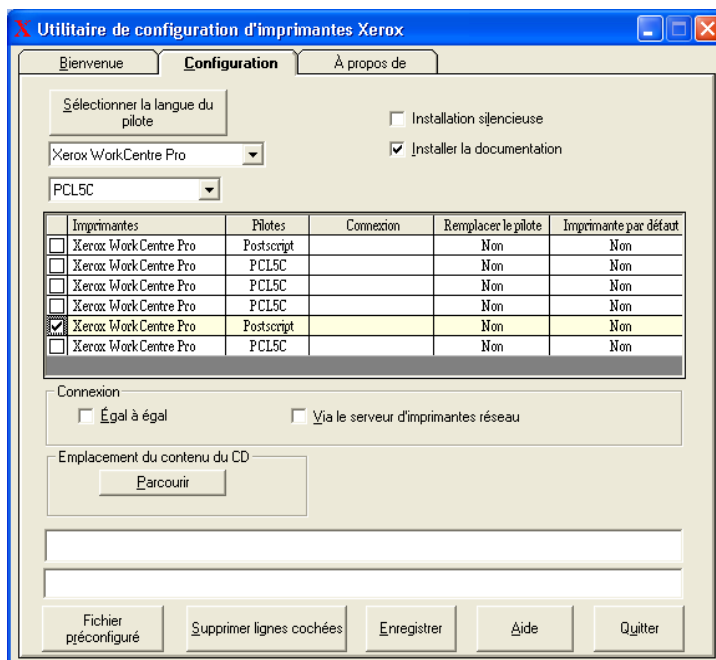 X Utilitaire de configuration d'imprimantes Xerox
Bienvenue Configuration À propos de
Sélectionner la langue du
pilote
Installation silencieuse
Xerox WorkCentre Pro
Installer la documentation
PCL5C
Imprimantes Pilotes Connexion Remplacer le pilote Imprimante par défaut
Xerox WorkCentre Pro Postscript Non Non
Xerox WorkCentre Pro PCL5C Non Non
Xerox WorkCentre Pro PCL5C Non Non
Xerox WorkCentre Pro PCL5C Non Non
Xerox WorkCentre Pro Postscript Non Non
Xerox WorkCentre Pro PCL5C Non Non
Connexion
Égal à égal Via le serveur d'imprimantes réseau
Emplacement du contenu du CD
Parcourir
Fichier
préconfiguré
Supprimer lignes cochées Enregistrer Aide Quitter